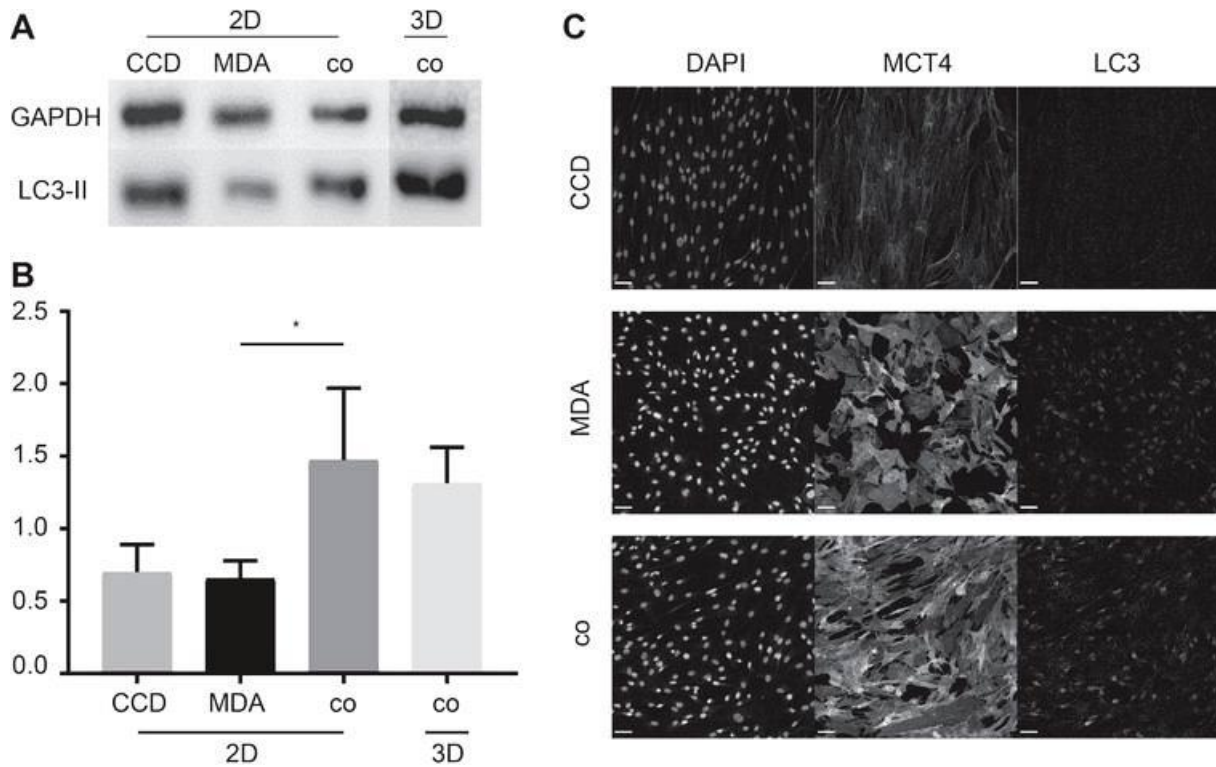 A
2D 3D
CCD MDA co co
GAPDH
LC3-II
B
2.5
2.0
1.5
1.0
0.5
0.0
*
CCD MDA co co
2D 3D
C
DAPI MCT4 LC3
CCD
MDA
co